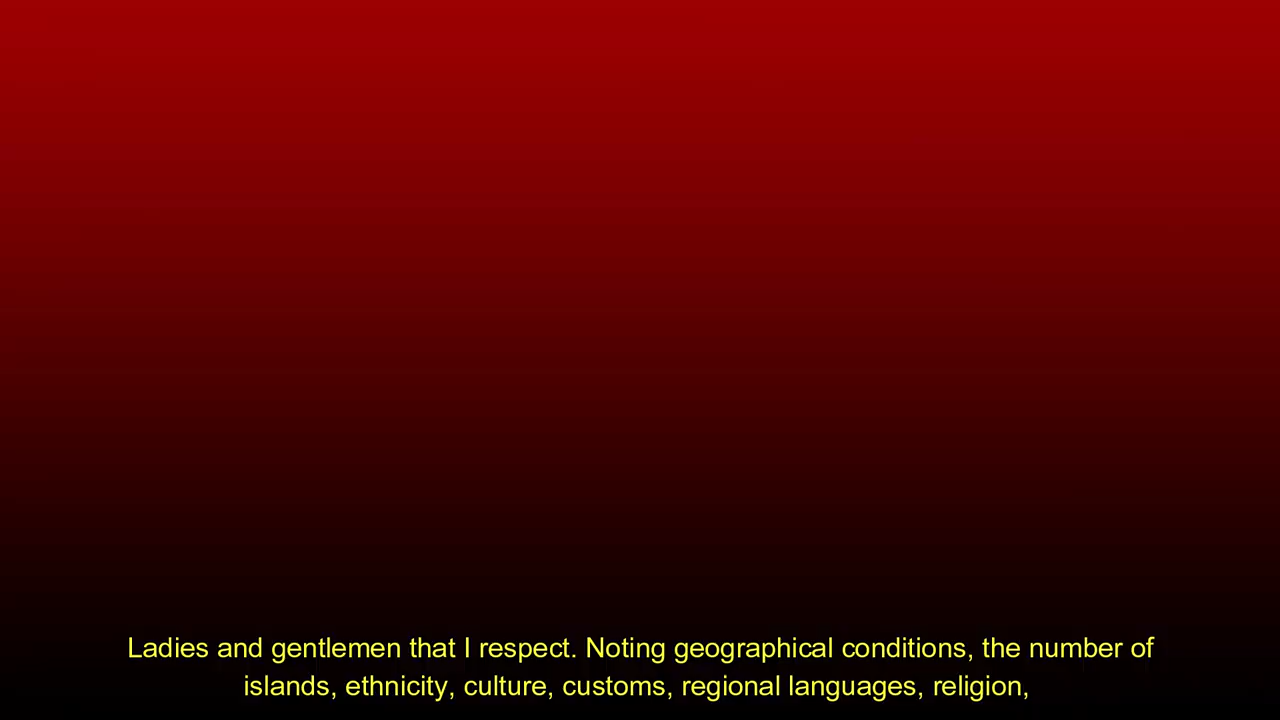 Ladies and gentlemen that I respect. Noting geographical conditions, the number of
islands, ethnicity, culture, customs, regional languages, religion,